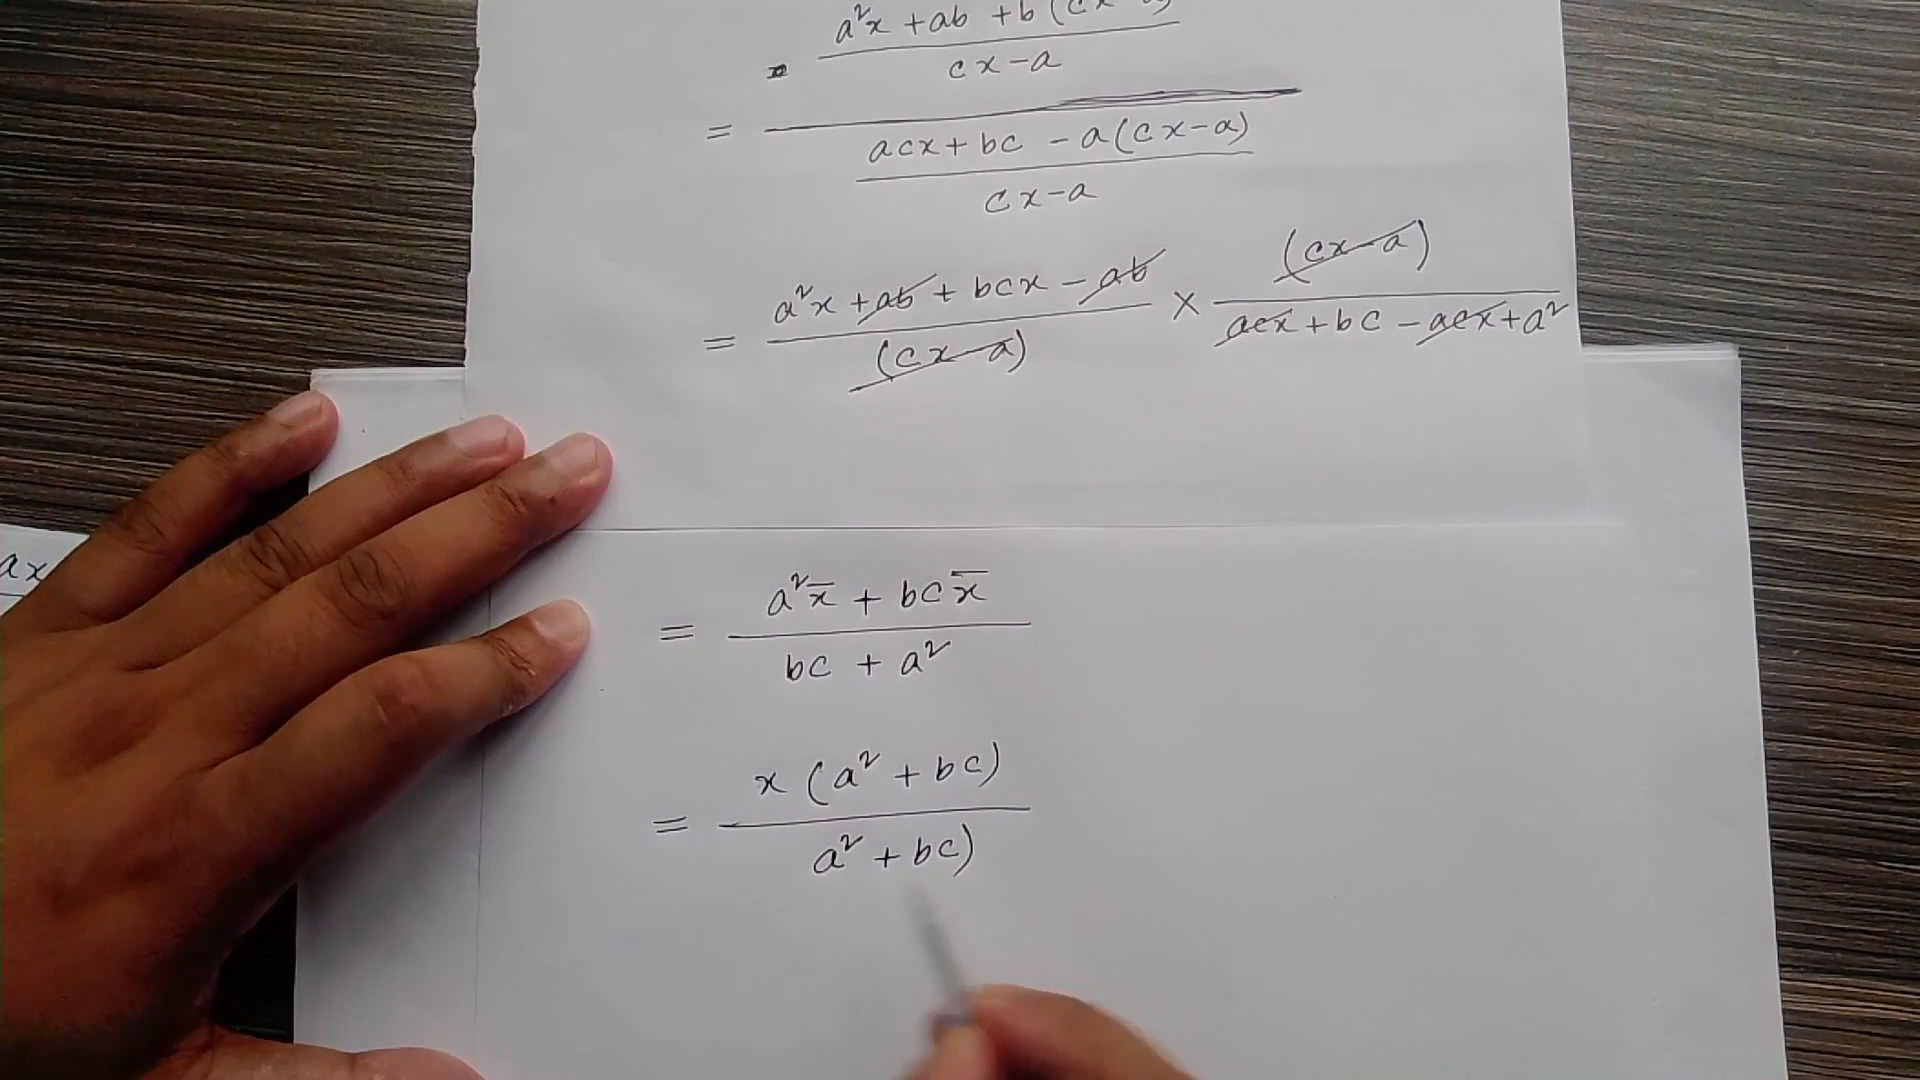 a²x + ab + b (cx
cx - a
=
acx + bc - a(cx-a)
cx-a
= a²x + ab + bcx - ab × (cx-a)
(cx-a) acx + bc - acx + a²
ax
= a²x + bcx
bc + a²
= x (a² + bc)
a² + bc)